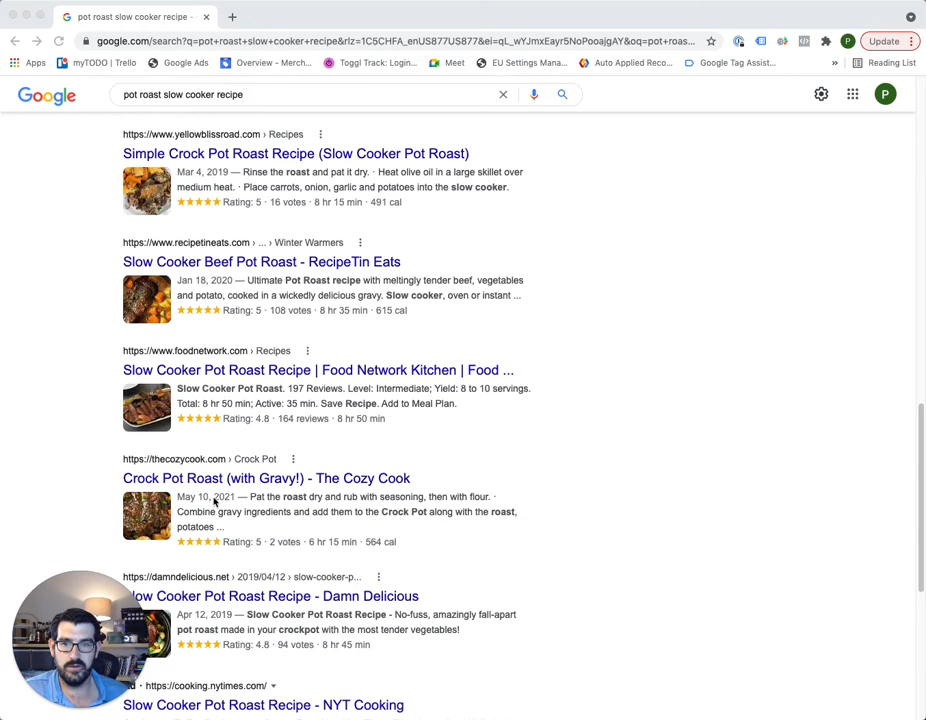 pot roast slow cooker recipe -
google.com/search?q=pot+roast+slow+cooker+recipe&rlz=1C5CHFA_enUS877US877&ei=qL_wYJmxEayr5NoPooajgAY&oq=pot+roas...
Update
Apps
myTODO | Trello
Google Ads
Overview – Merch...
Toggl Track: Login...
Meet
EU Settings Mana...
Auto Applied Reco...
Google Tag Assist...
»
Reading List
Google
pot roast slow cooker recipe
P
https://www.yellowblissroad.com › Recipes
Simple Crock Pot Roast Recipe (Slow Cooker Pot Roast)
Mar 4, 2019 — Rinse the roast and pat it dry. · Heat olive oil in a large skillet over
medium heat. · Place carrots, onion, garlic and potatoes into the slow cooker.
Rating: 5 · 16 votes · 8 hr 15 min · 491 cal
https://www.recipetineats.com › ... › Winter Warmers
Slow Cooker Beef Pot Roast - RecipeTin Eats
Jan 18, 2020 — Ultimate Pot Roast recipe with meltingly tender beef, vegetables
and potato, cooked in a wickedly delicious gravy. Slow cooker, oven or instant ...
Rating: 5 · 108 votes · 8 hr 35 min · 615 cal
https://www.foodnetwork.com › Recipes
Slow Cooker Pot Roast Recipe | Food Network Kitchen | Food ...
Slow Cooker Pot Roast. 197 Reviews. Level: Intermediate; Yield: 8 to 10 servings.
Total: 8 hr 50 min; Active: 35 min. Save Recipe. Add to Meal Plan.
Rating: 4.8 · 164 reviews · 8 hr 50 min
https://thecozycook.com › Crock Pot
Crock Pot Roast (with Gravy!) - The Cozy Cook
May 10, 2021 — Pat the roast dry and rub with seasoning, then with flour. ·
Combine gravy ingredients and add them to the Crock Pot along with the roast,
potatoes ...
Rating: 5 · 2 votes · 6 hr 15 min · 564 cal
https://damndelicious.net › 2019/04/12 › slow-cooker-p...
low Cooker Pot Roast Recipe - Damn Delicious
Apr 12, 2019 — Slow Cooker Pot Roast Recipe - No-fuss, amazingly fall-apart
pot roast made in your crockpot with the most tender vegetables!
Rating: 4.8 · 94 votes · 8 hr 45 min
d · https://cooking.nytimes.com/
Slow Cooker Pot Roast Recipe - NYT Cooking